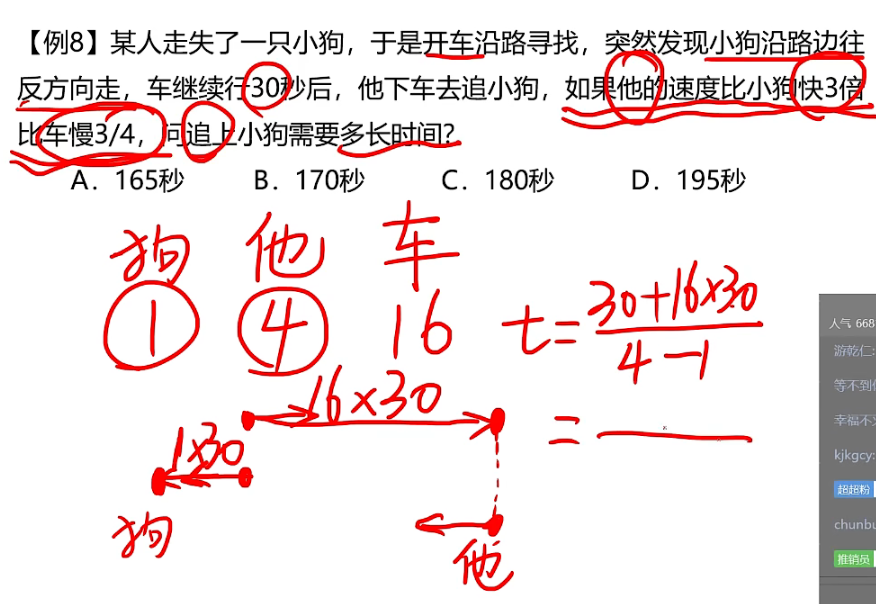 【例8】某人走失了一只小狗，于是开车沿路寻找，突然发现小狗沿路边往
反方向走，车继续行30秒后，他下车去追小狗，如果他的速度比小狗快3倍
比车慢3/4，问追上小狗需要多长时间？
A. 165秒 B. 170秒 C. 180秒 D. 195秒
狗 他 车
1 4 16
t=30+16×30
4-1
=
16×30
1×30
狗
他
人气 668
游乾仁:
等不到
幸福不
kjkgcy:
超超粉
chunbu
推销员